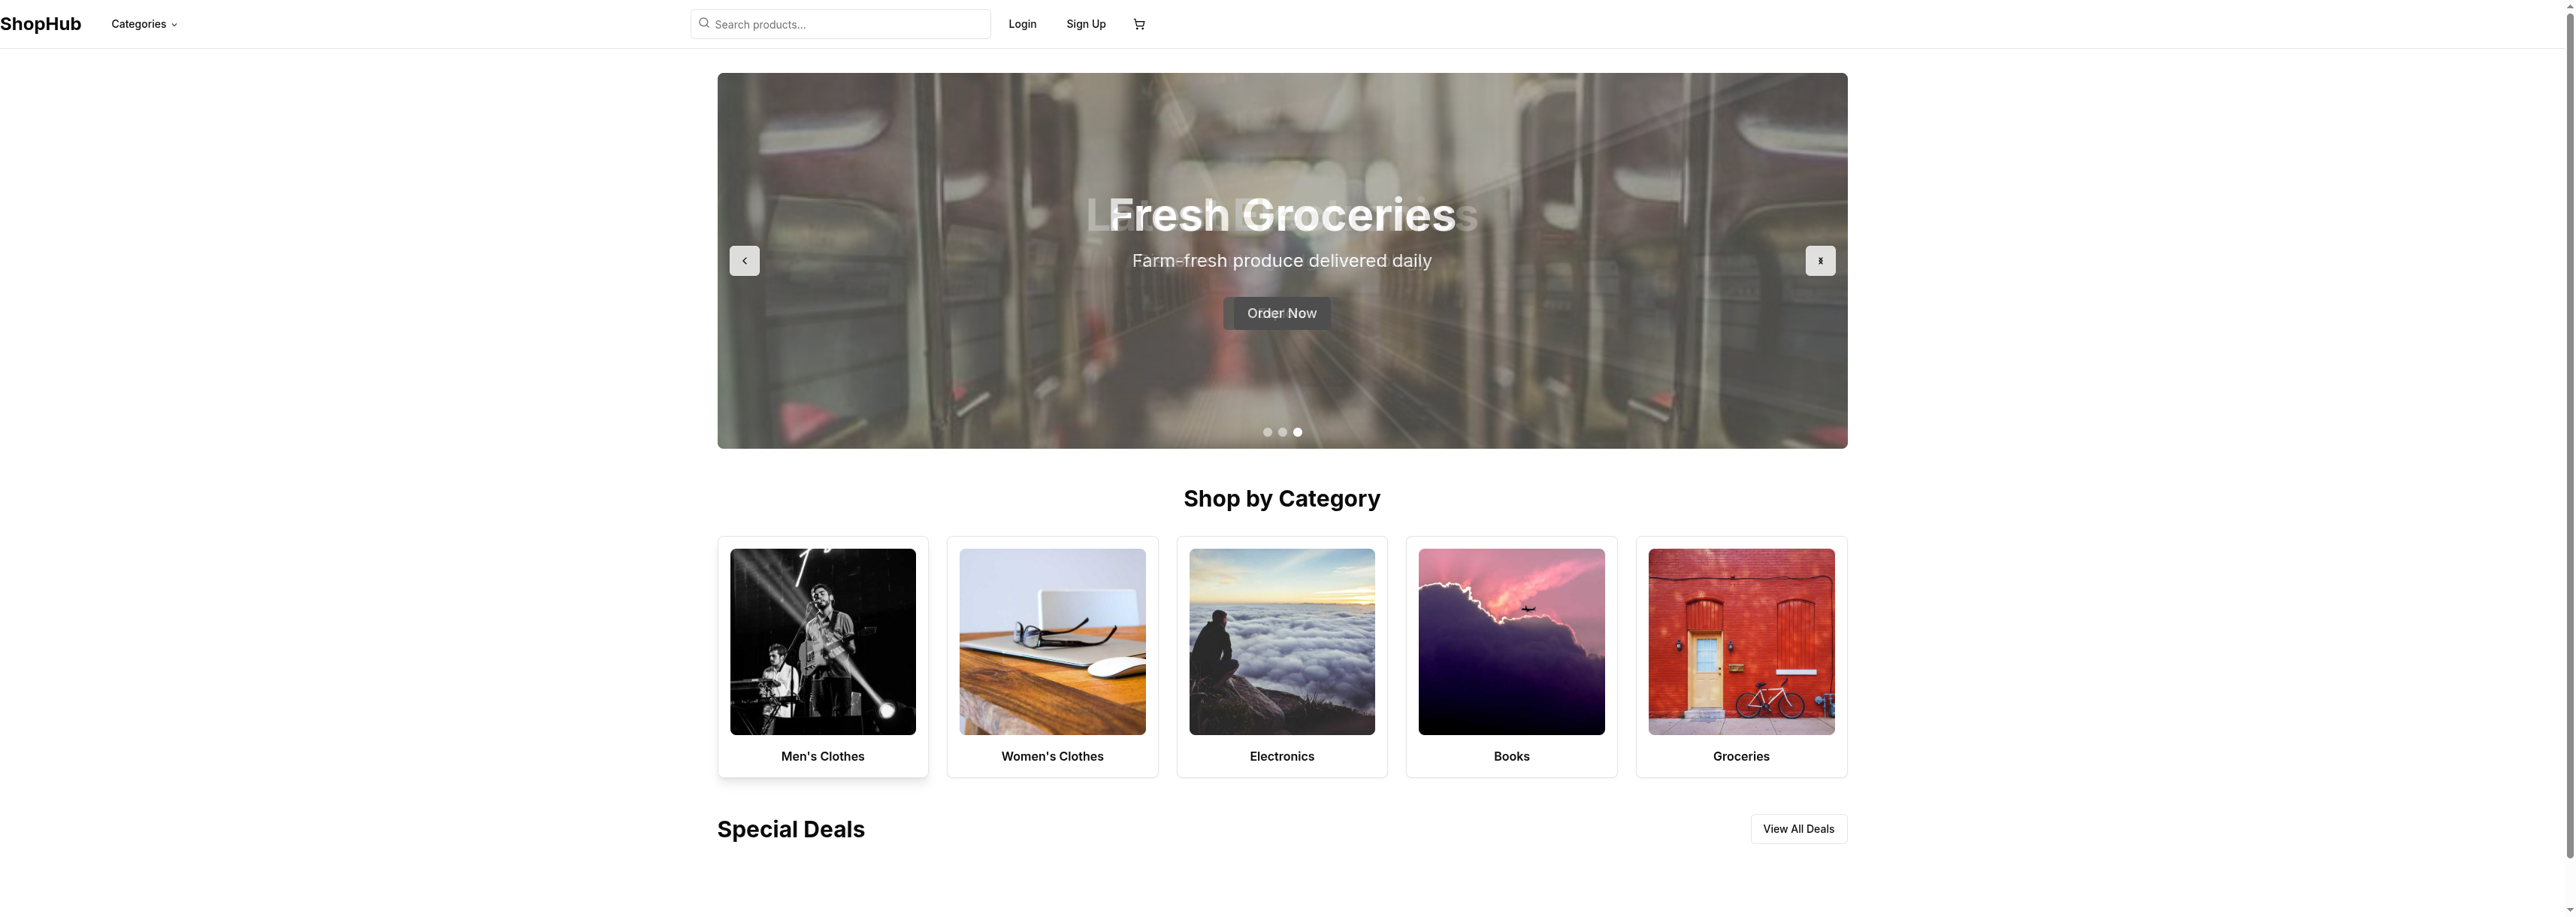 ShopHub
Categories
Search products...
Login
Sign Up
Fresh Groceries
Farm-fresh produce delivered daily
Order Now
Shop by Category
Men's Clothes
Women's Clothes
Electronics
Books
Groceries
Special Deals
View All Deals